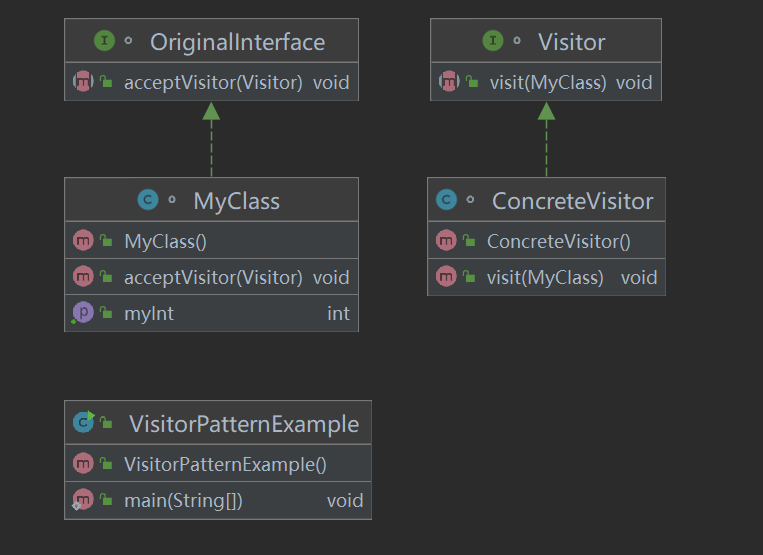 OriginalInterface
acceptVisitor(Visitor) void
Visitor
visit(MyClass) void
MyClass
MyClass()
acceptVisitor(Visitor) void
myInt int
ConcreteVisitor
ConcreteVisitor()
visit(MyClass) void
VisitorPatternExample
VisitorPatternExample()
main(String[]) void